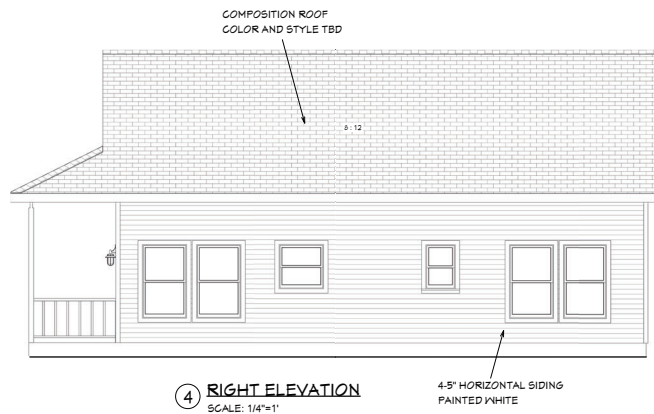 COMPOSITION ROOF
COLOR AND STYLE TBD
8 : 12
4-5" HORIZONTAL SIDING
PAINTED WHITE
4 RIGHT ELEVATION
SCALE: 1/4"=1'